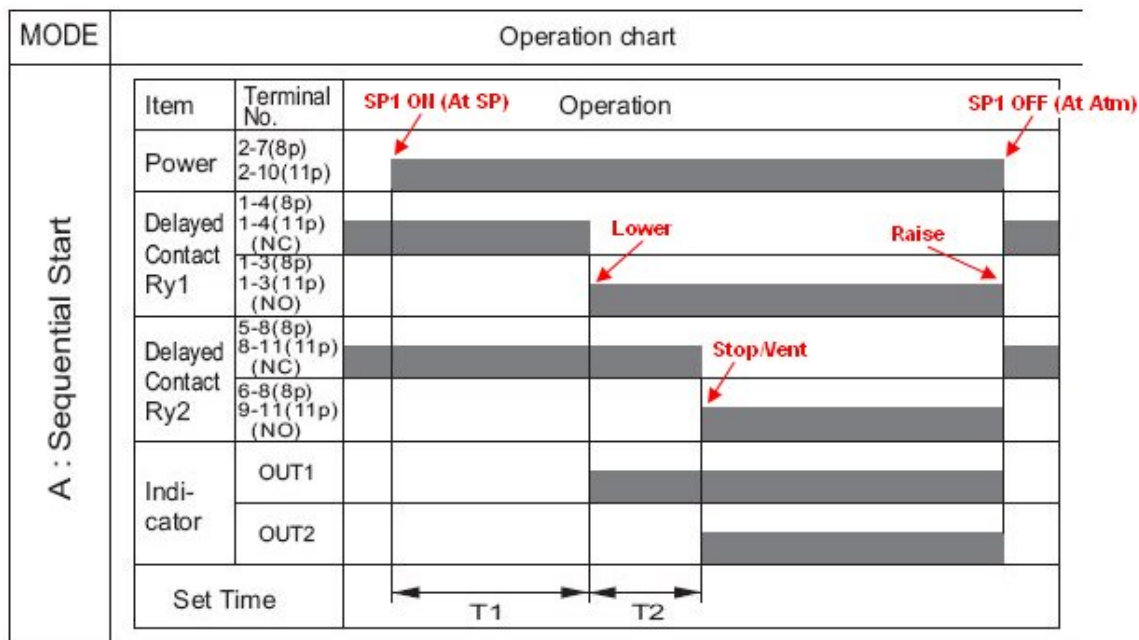 MODE
Operation chart
A : Sequential Start
Item
Terminal
No.
SP1 ON (At SP)
Operation
SP1 OFF (At Atm)
Power
2-7(8p)
2-10(11p)
Delayed
Contact
Ry1
1-4(8p)
1-4(11p)
(NC)
1-3(8p)
1-3(11p)
(NO)
Lower
Raise
Delayed
Contact
Ry2
5-8(8p)
8-11(11p)
(NC)
6-8(8p)
9-11(11p)
(NO)
Stop/Vent
Indi-
cator
OUT1
OUT2
Set Time
T1
T2